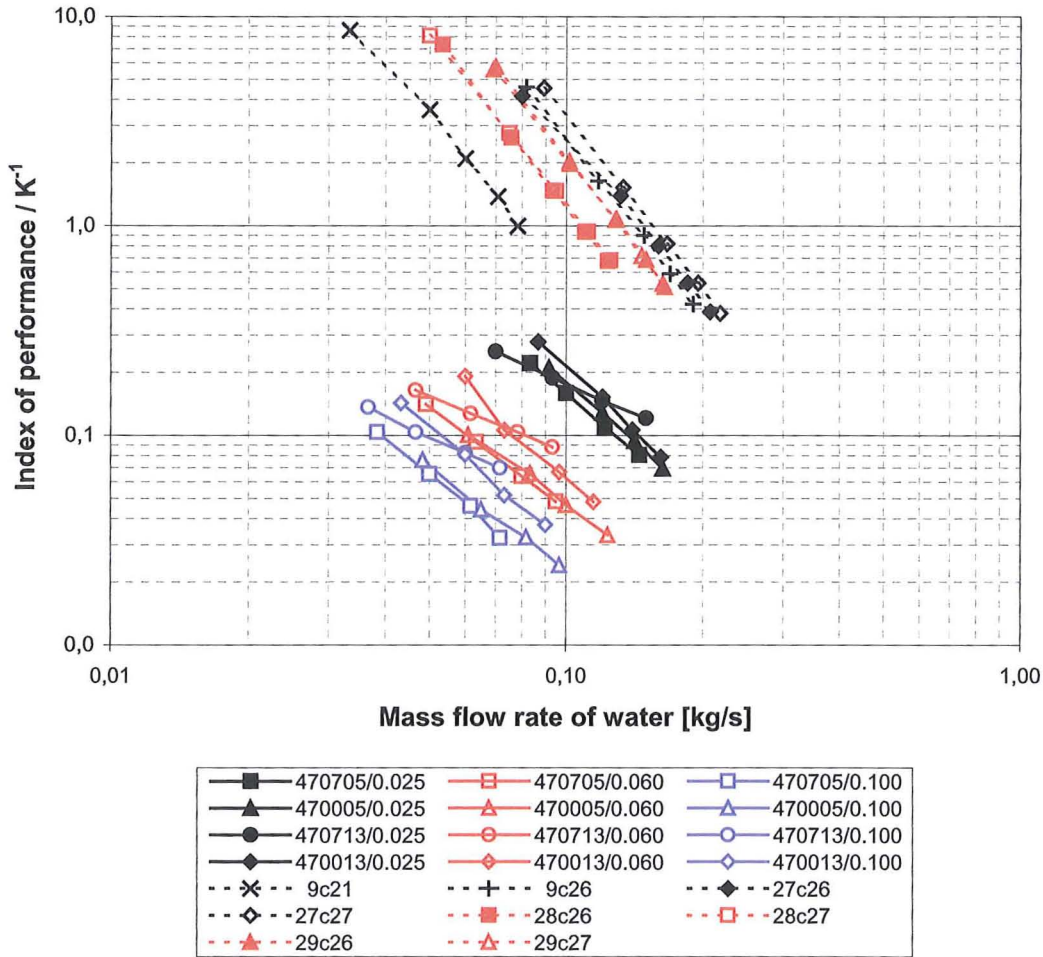 10,0
1,0
0,1
0,0
Index of performance / K-1
0,01 0,10 1,00
Mass flow rate of water [kg/s]
470705/0.025 470705/0.060 470705/0.100
470005/0.025 470005/0.060 470005/0.100
470713/0.025 470713/0.060 470713/0.100
470013/0.025 470013/0.060 470013/0.100
9c21 9c26 27c26
27c27 28c26 28c27
29c26 29c27